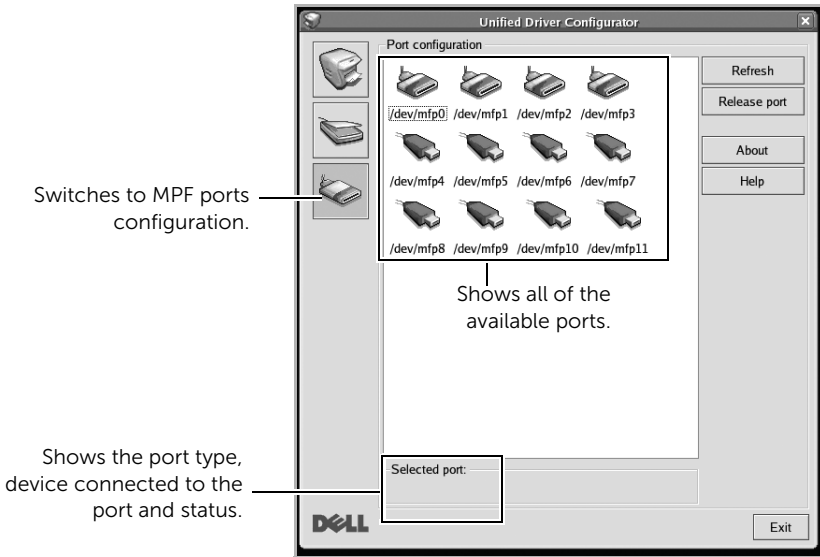 Unified Driver Configurator
Port configuration
/dev/mfp0 /dev/mfp1 /dev/mfp2 /dev/mfp3
/dev/mfp4 /dev/mfp5 /dev/mfp6 /dev/mfp7
/dev/mfp8 /dev/mfp9 /dev/mfp10 /dev/mfp11
Refresh
Release port
About
Help
Switches to MPF ports
configuration.
Shows all of the
available ports.
Shows the port type,
device connected to the
port and status.
Selected port:
DELL
Exit